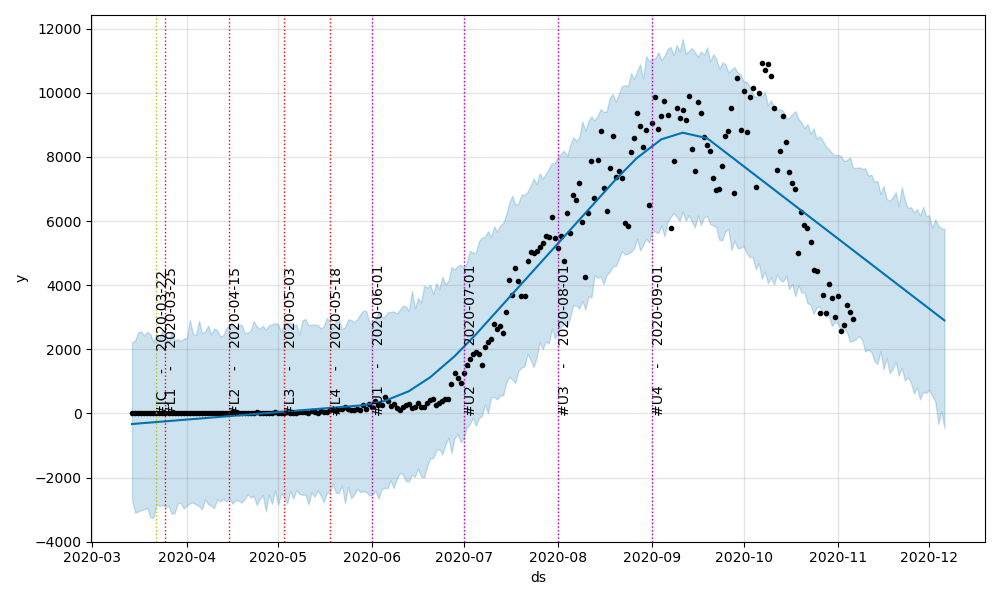 12000
10000
8000
6000
4000
2000
0
−2000
−4000
y
#JC - 2020-03-22
#L1 - 2020-03-25
#L2 - 2020-04-15
#L3 - 2020-05-03
#L4 - 2020-05-18
#U1 - 2020-06-01
#U2 - 2020-07-01
#U3 - 2020-08-01
#U4 - 2020-09-01
2020-03 2020-04 2020-05 2020-06 2020-07 2020-08 2020-09 2020-10 2020-11 2020-12
ds